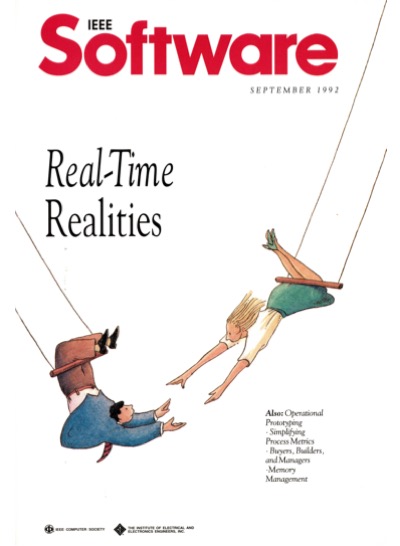 IEEE
Software
SEPTEMBER 1992
Real-Time
Realities
Also: Operational
Prototyping
· Simplifying
Process Metrics
· Buyers, Builders,
and Managers
·Memory
Management
IEEE COMPUTER SOCIETY
THE INSTITUTE OF ELECTRICAL AND
ELECTRONICS ENGINEERS, INC.